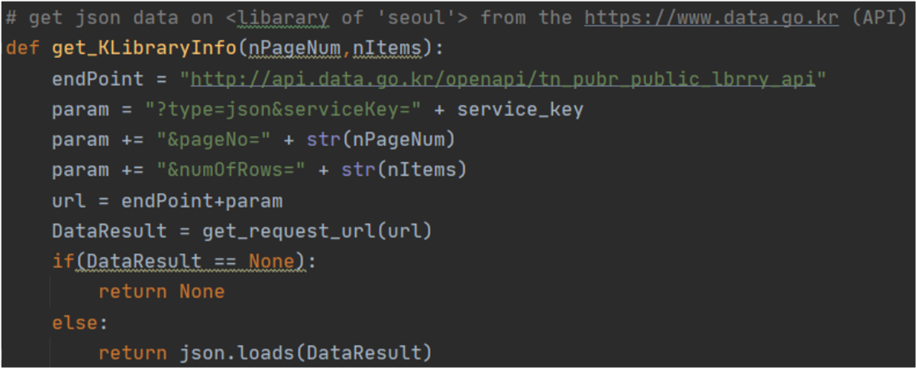 # get json data on <libarary of 'seoul'> from the https://www.data.go.kr (API)
def get_KLibraryInfo(nPageNum,nItems):
    endPoint = "http://api.data.go.kr/openapi/tn_pubr_public_lbrry_api"
    param = "?type=json&serviceKey=" + service_key
    param += "&pageNo=" + str(nPageNum)
    param += "&numOfRows=" + str(nItems)
    url = endPoint+param
    DataResult = get_request_url(url)
    if(DataResult == None):
        return None
    else:
        return json.loads(DataResult)